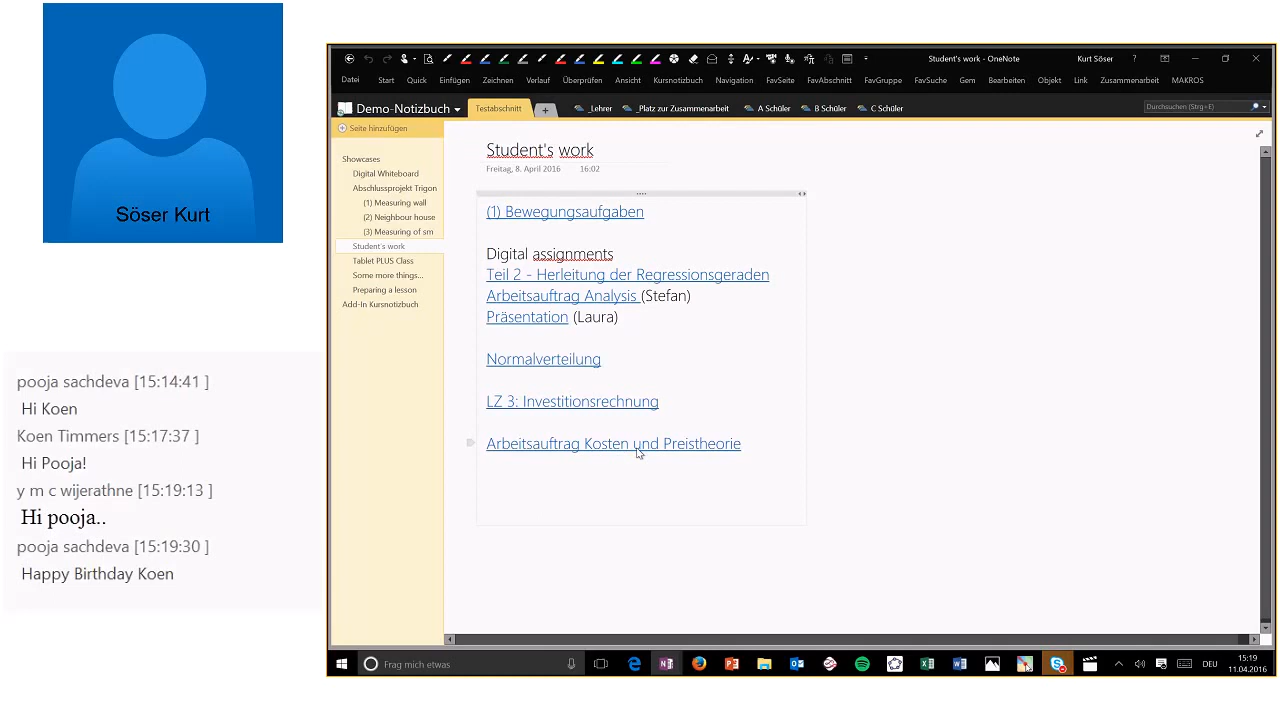 Söser Kurt
pooja sachdeva [15:14:41 ]
Hi Koen
Koen Timmers [15:17:37 ]
Hi Pooja!
y m c wijerathne [15:19:13 ]
Hi pooja..
pooja sachdeva [15:19:30 ]
Happy Birthday Koen
Student's work - OneNote
Kurt Söser
?
Datei Start Quick Einfügen Zeichnen Verlauf Überprüfen Ansicht Kursnotizbuch Navigation FavSeite FavAbschnitt FavGruppe FavSuche Gem Bearbeiten Objekt Link Zusammenarbeit MAKROS
Demo-Notizbuch Testabschnitt + _Lehrer _Platz zur Zusammenarbeit A Schüler B Schüler C Schüler
Durchsuchen (Strg+E)
Seite hinzufügen
Showcases
Digital Whiteboard
Abschlussprojekt Trigon
(1) Measuring wall
(2) Neighbour house
(3) Measuring of sm
Student's work
Tablet PLUS Class
Some more things...
Preparing a lesson
Add-In Kursnotizbuch
Student's work
Freitag, 8. April 2016 16:02
(1) Bewegungsaufgaben
Digital assignments
Teil 2 - Herleitung der Regressionsgeraden
Arbeitsauftrag Analysis (Stefan)
Präsentation (Laura)
Normalverteilung
LZ 3: Investitionsrechnung
Arbeitsauftrag Kosten und Preistheorie
Frag mich etwas
DEU
15:19
11.04.2016